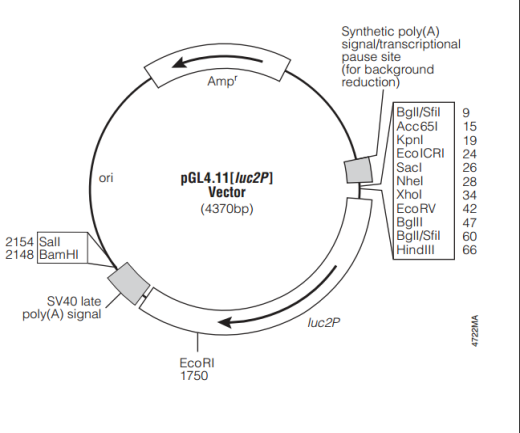 Synthetic poly(A)
signal/transcriptional
pause site
(for background
reduction)
Ampʳ
BglI/SfiI 9
Acc65I 15
KpnI 19
EcoICRI 24
SacI 26
NheI 28
XhoI 34
EcoRV 42
BglII 47
BglI/SfiI 60
HindIII 66
ori
pGL4.11[luc2P]
Vector
(4370bp)
2154 SalI
2148 BamHI
SV40 late
poly(A) signal
luc2P
EcoRI
1750
4722MA